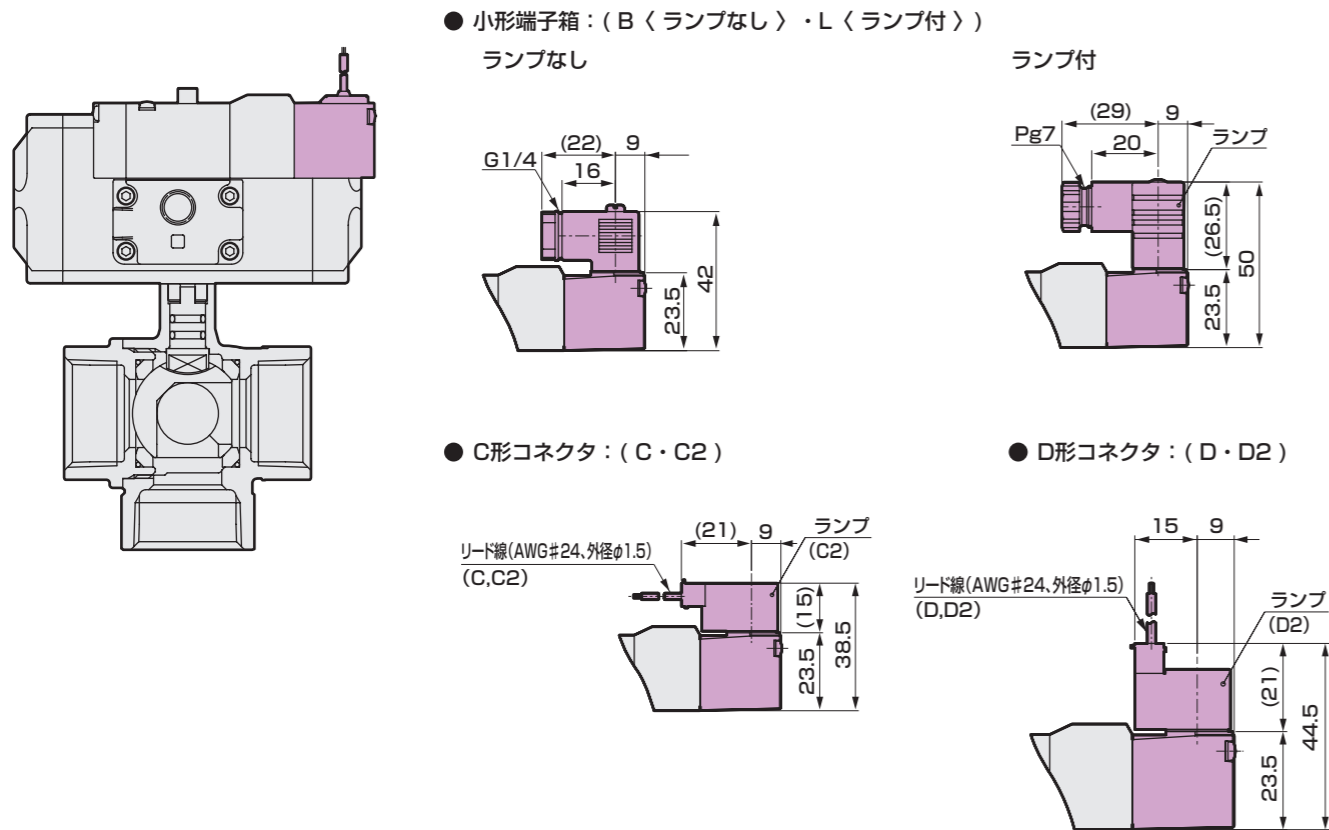 ● 小形端子箱：( B〈 ランプなし 〉・L〈 ランプ付 〉)
ランプなし
G1/4
(22)
9
16
42
23.5
ランプ付
Pg7
(29)
9
20
ランプ
(26.5)
50
23.5
● C形コネクタ：( C・C2 )
リード線(AWG♯24、外径φ1.5)
(C,C2)
(21)
9
ランプ
(C2)
(15)
38.5
23.5
● D形コネクタ：( D・D2 )
15
9
リード線(AWG♯24、外径φ1.5)
(D,D2)
ランプ
(D2)
(21)
44.5
23.5